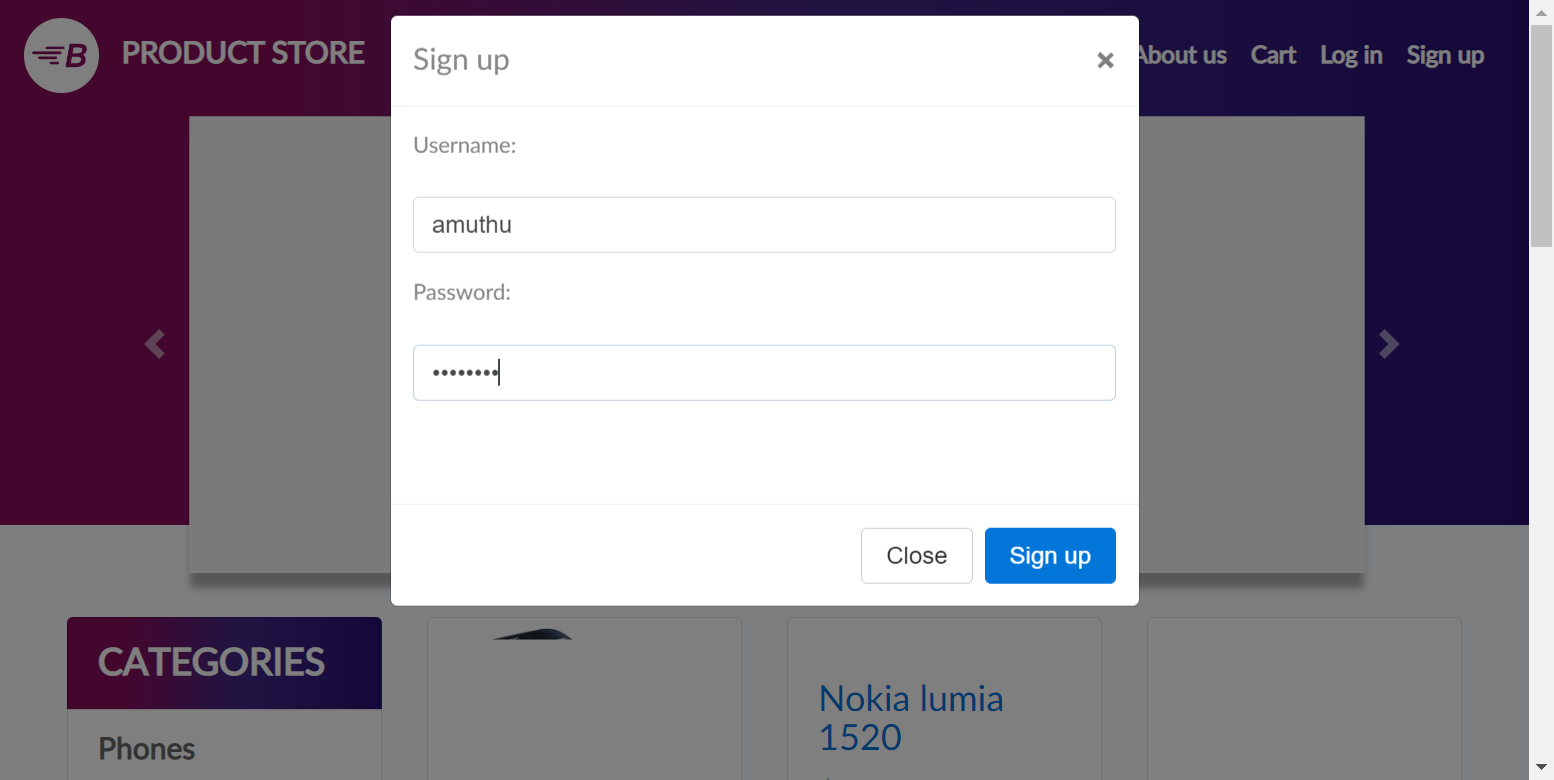 B PRODUCT STORE
About us Cart Log in Sign up
Sign up ×
Username:
amuthu
Password:
••••••••
Close Sign up
CATEGORIES
Phones
Nokia lumia
1520